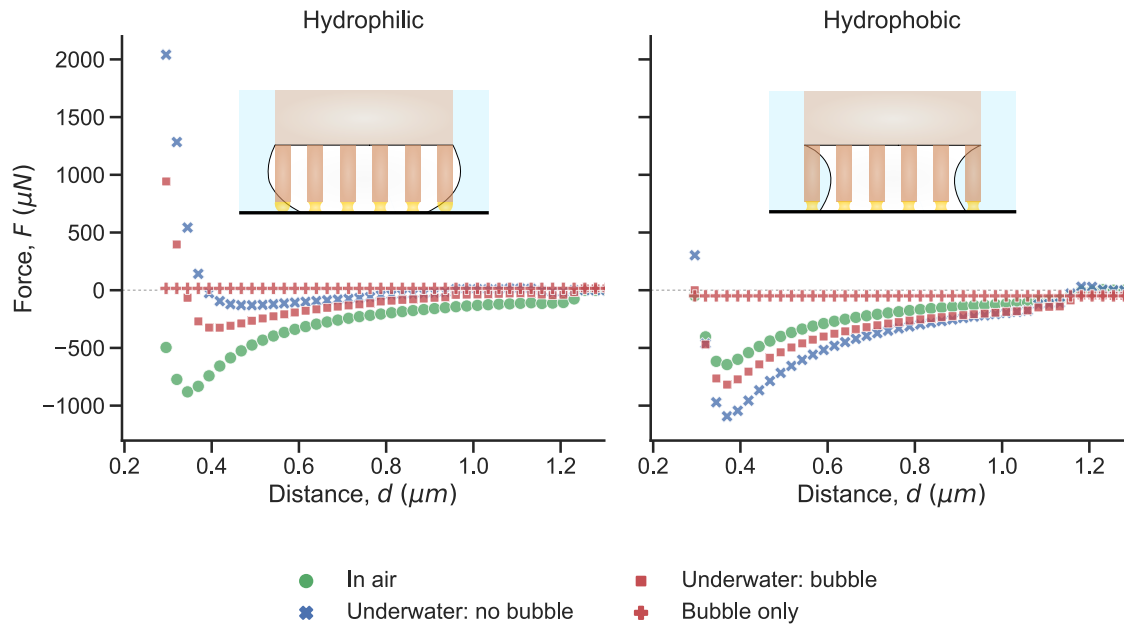 Hydrophilic
Hydrophobic
2000
1500
1000
500
0
−500
−1000
Force, F (μN)
0.2 0.4 0.6 0.8 1.0 1.2
0.2 0.4 0.6 0.8 1.0 1.2
Distance, d (μm)
Distance, d (μm)
In air
Underwater: no bubble
Underwater: bubble
Bubble only